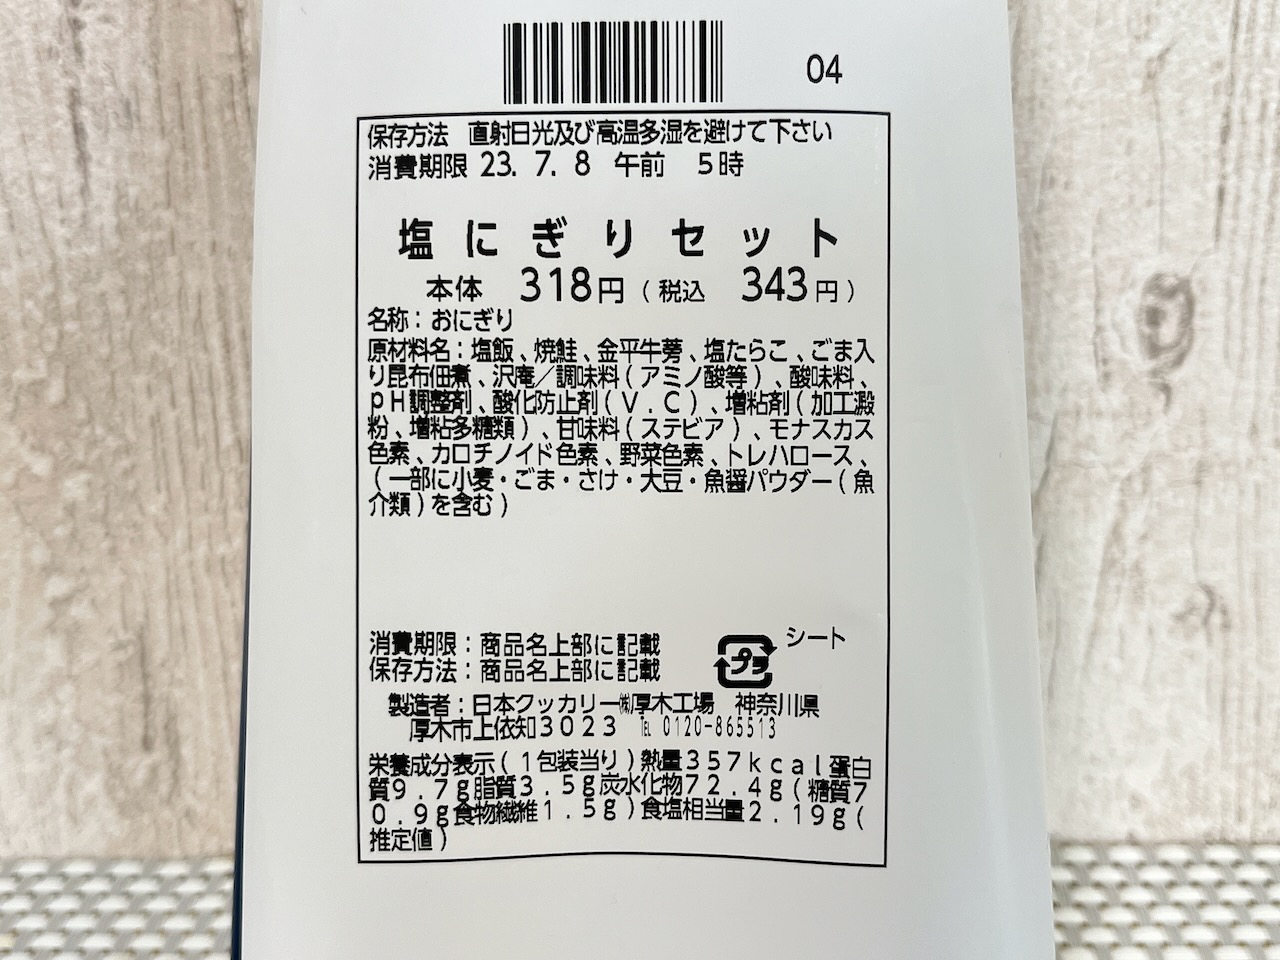 04
保存方法 直射日光及び高温多湿を避けて下さい
消費期限 23. 7. 8 午前 5時
塩にぎりセット
本体 318円(税込 343円)
名称:おにぎり
原材料名:塩飯、焼鮭、金平牛蒡、塩たらこ、ごま入
り昆布佃煮、沢庵/調味料(アミノ酸等)、酸味料、
pH調整剤、酸化防止剤(V.C)、増粘剤(加工澱
粉、増粘多糖類)、甘味料(ステビア)、モナスカス
色素、カロチノイド色素、野菜色素、トレハロース、
(一部に小麦・ごま・さけ・大豆・魚醤パウダー(魚
介類)を含む)
消費期限:商品名上部に記載
保存方法:商品名上部に記載
プラ
シート
製造者:日本クッカリー㈱厚木工場 神奈川県
厚木市上依知3023 ℡ 0120-865513
栄養成分表示(1包装当り)熱量357kcal蛋白
質9.7g脂質3.5g炭水化物72.4g(糖質7
0.9g食物繊維1.5g)食塩相当量2.19g(
推定値)